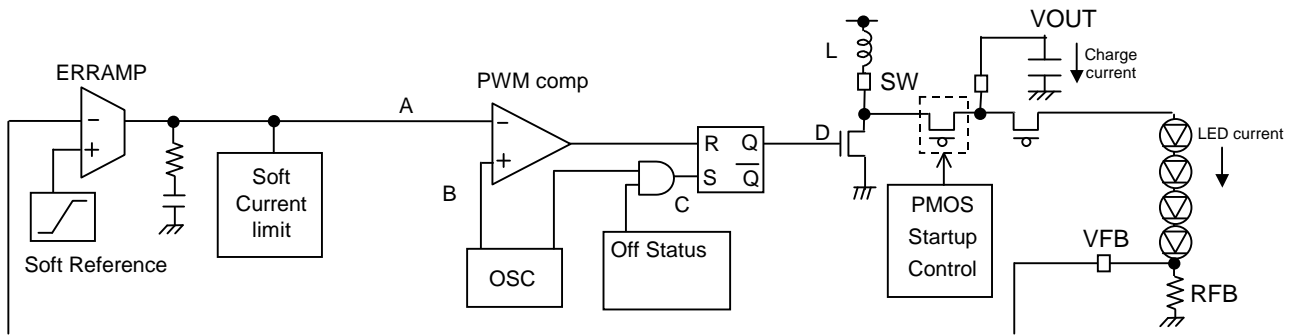 VOUT
ERRAMP
L
Charge
current
PWM comp
SW
A
-
+
-
+
D
R Q
S Q
LED current
B
C
Soft
Current
limit
PMOS
Startup
Control
Off Status
VFB
Soft Reference
OSC
RFB